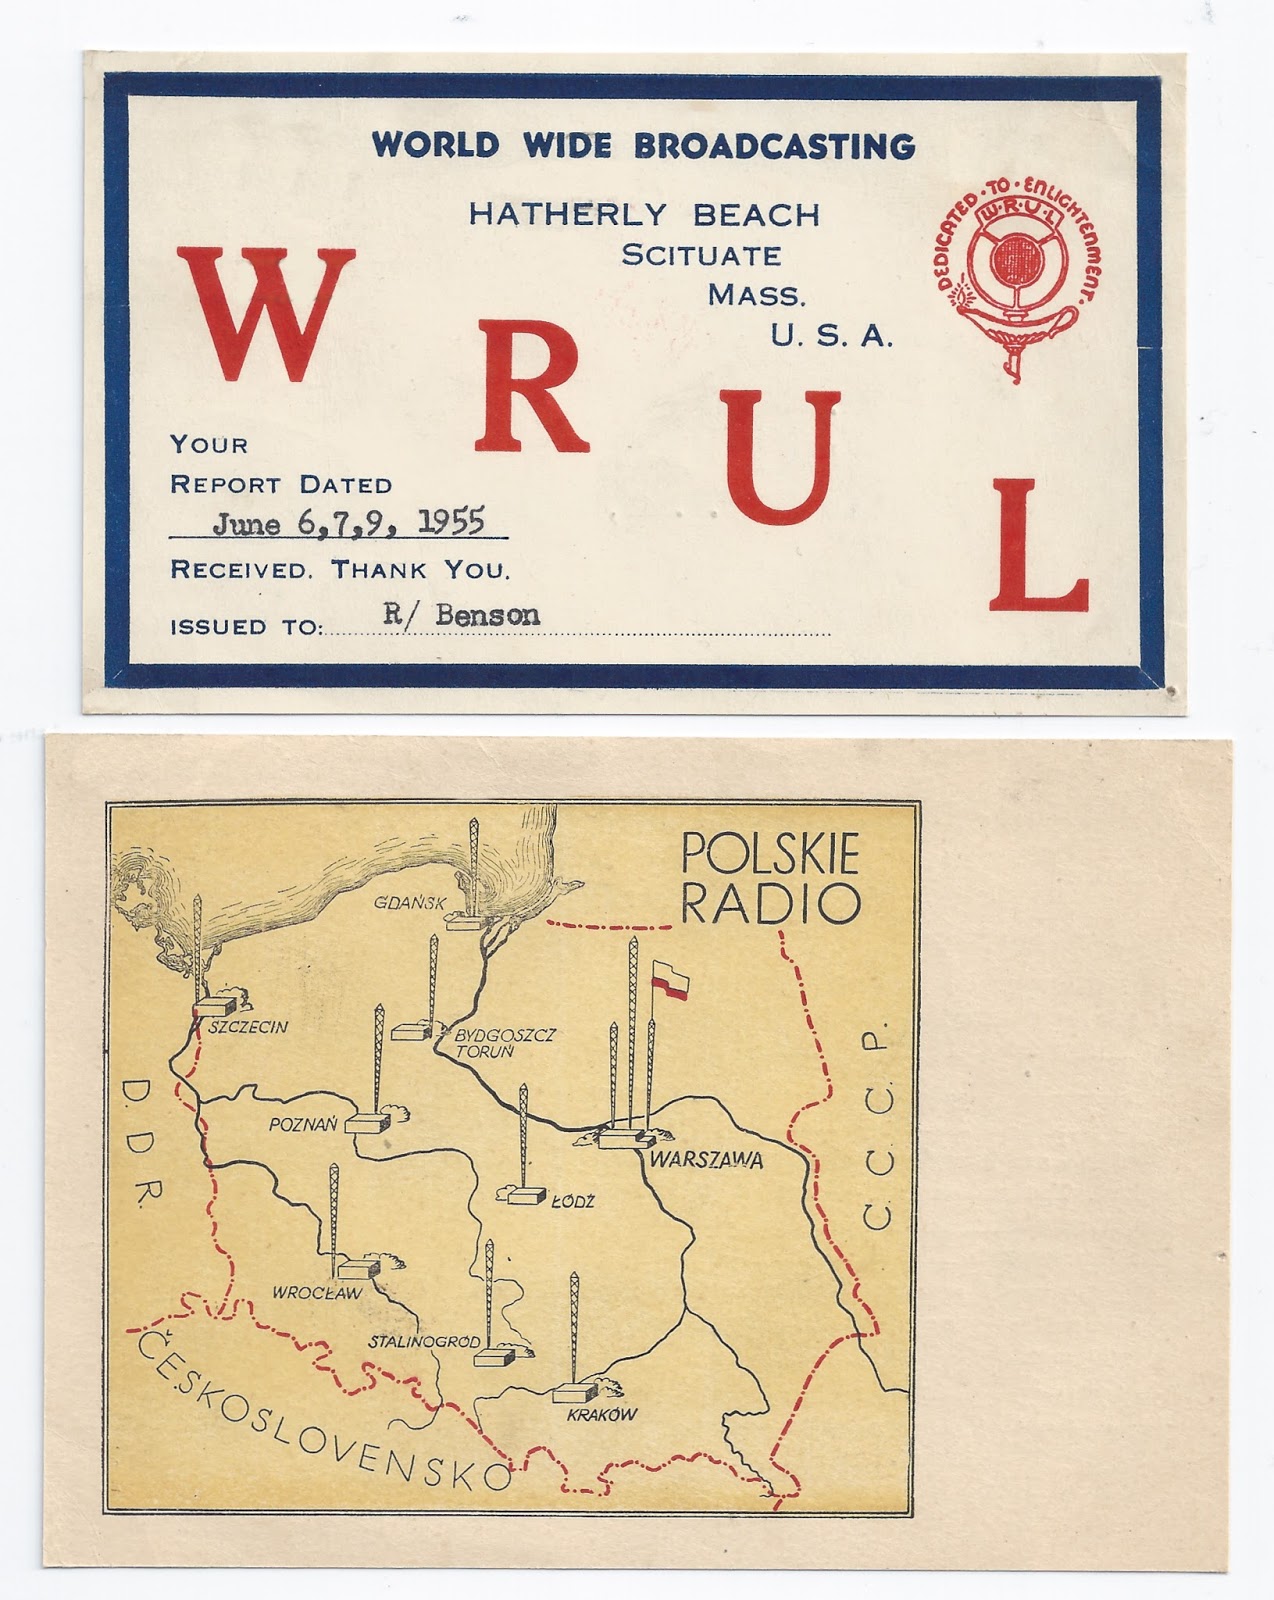 WORLD WIDE BROADCASTING
HATHERLY BEACH
SCITUATE
MASS.
U. S. A.
DEDICATED·TO·ENLIGHTENMENT·
W·R·U·L
W
R
U
L
YOUR
REPORT DATED
June 6,7,9, 1955
RECEIVED. THANK YOU.
ISSUED TO: R/ Benson
POLSKIE
RADIO
GDAŃSK
SZCZECIN
BYDGOSZCZ
TORUŃ
POZNAŃ
WARSZAWA
ŁÓDŹ
WROCŁAW
STALINOGRÓD
KRAKÓW
D. D R.
C. C. C. P.
ČESKOSLOVENSKO